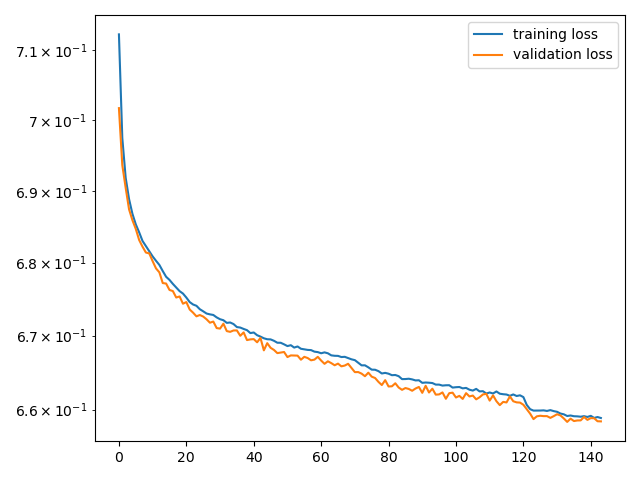 training loss
validation loss
7.1 × 10⁻¹
7 × 10⁻¹
6.9 × 10⁻¹
6.8 × 10⁻¹
6.7 × 10⁻¹
6.6 × 10⁻¹
0 20 40 60 80 100 120 140